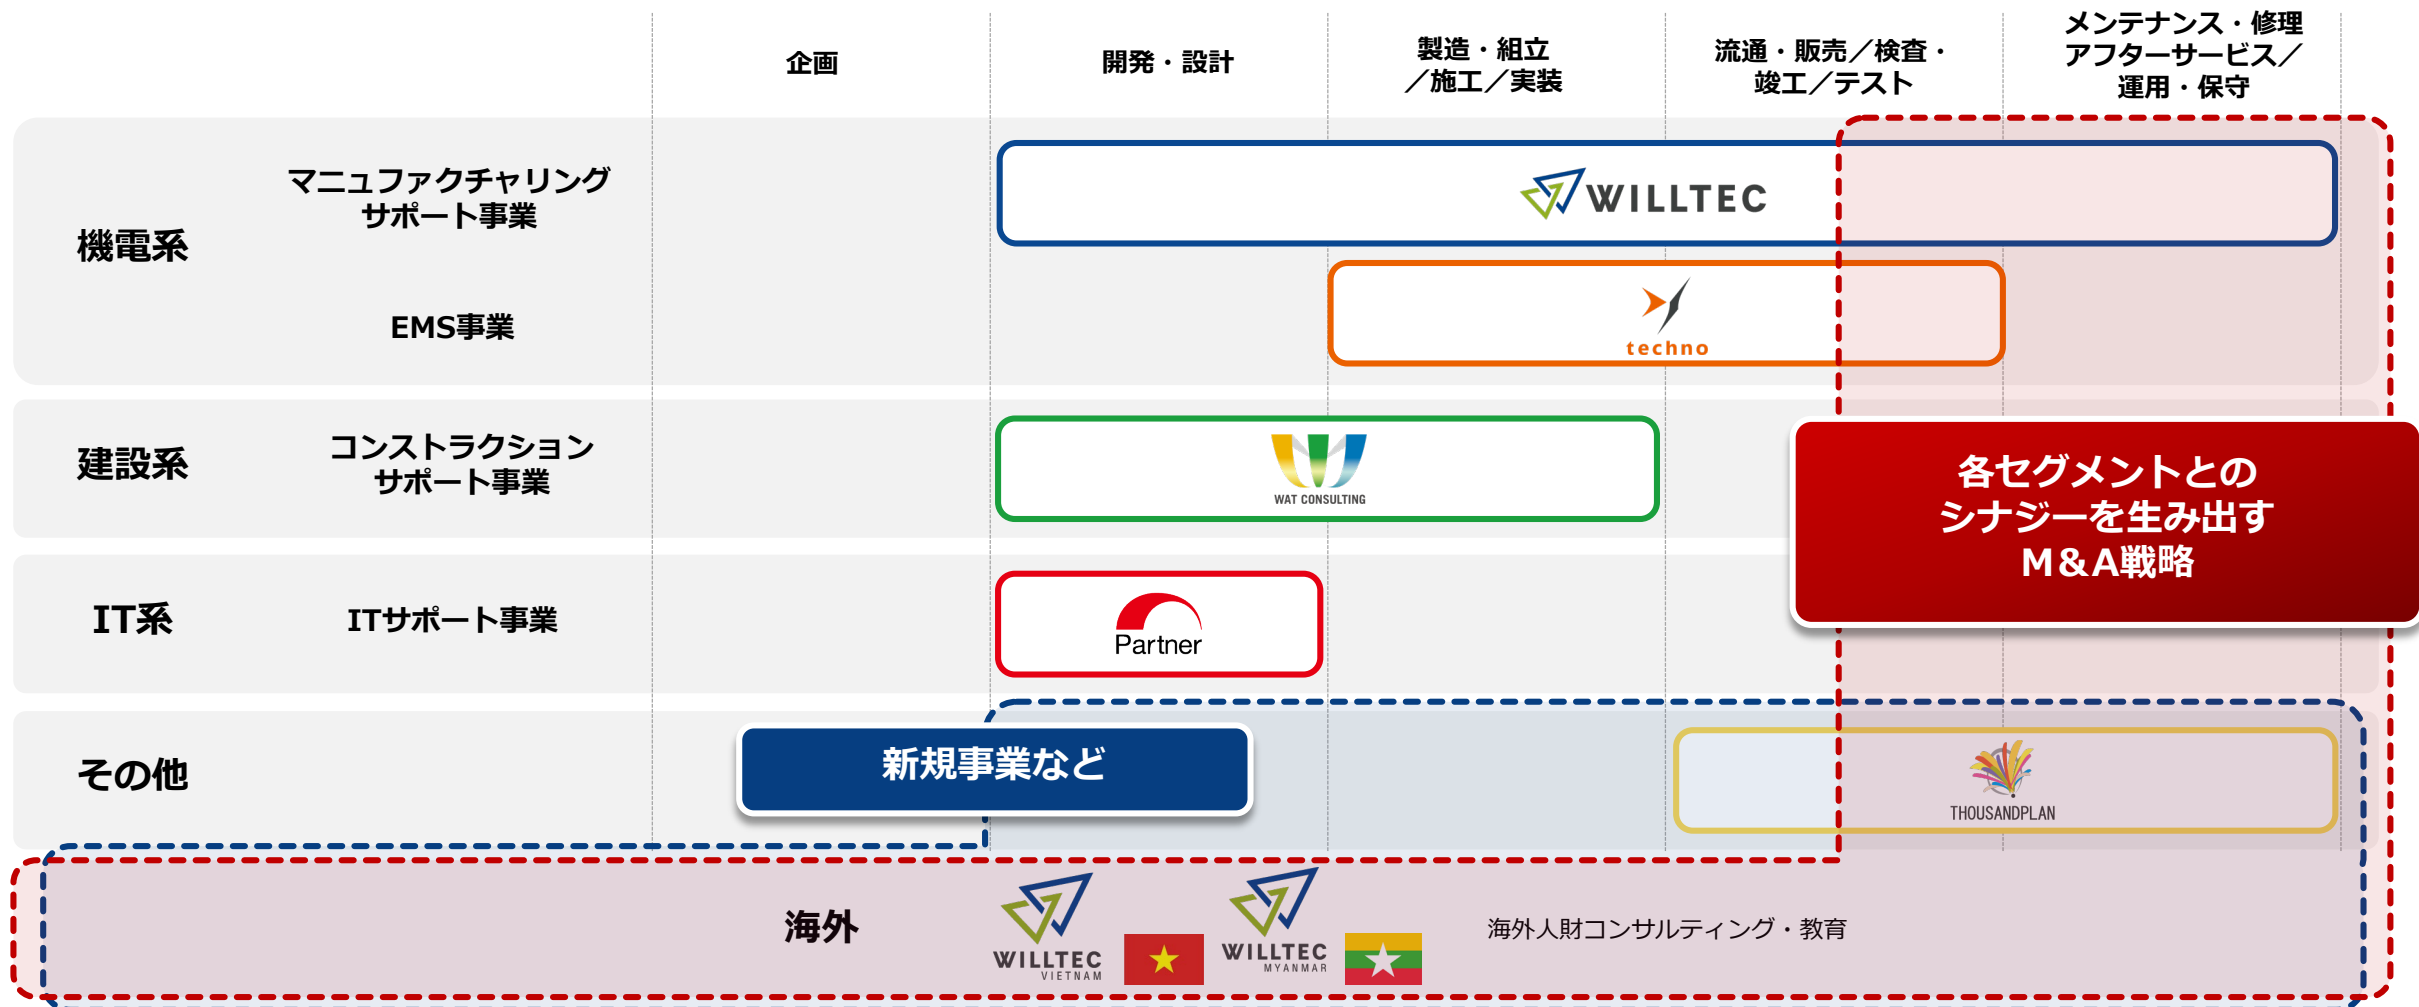 企画
開発・設計
製造・組立
／施工／実装
流通・販売／検査・
竣工／テスト
メンテナンス・修理
アフターサービス／
運用・保守
機電系
マニュファクチャリング
サポート事業
WILLTEC
EMS事業
techno
建設系
コンストラクション
サポート事業
WAT CONSULTING
各セグメントとの
シナジーを生み出す
M＆A戦略
IT系
ITサポート事業
Partner
その他
新規事業など
THOUSANDPLAN
海外
WILLTEC
VIETNAM
WILLTEC
MYANMAR
海外人財コンサルティング・教育